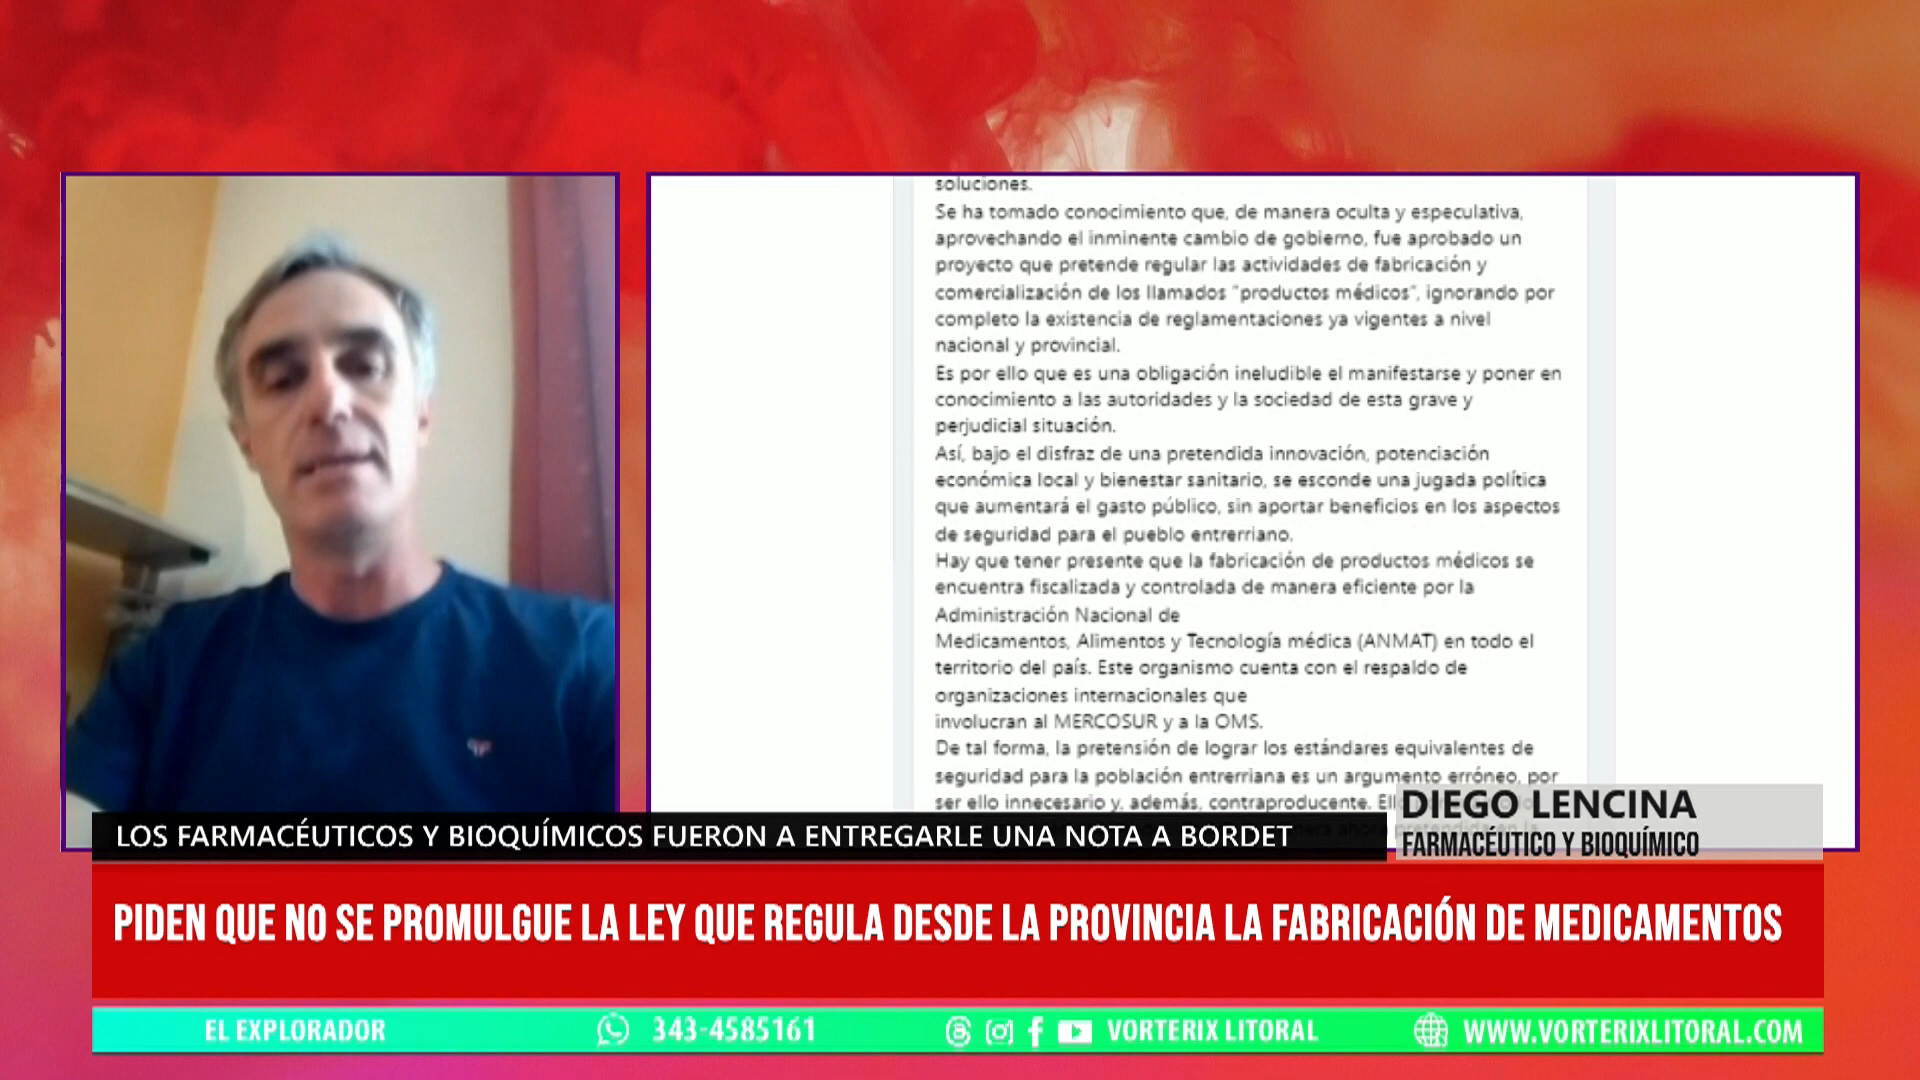 soluciones.
Se ha tomado conocimiento que, de manera oculta y especulativa,
aprovechando el inminente cambio de gobierno, fue aprobado un
proyecto que pretende regular las actividades de fabricación y
comercialización de los llamados "productos médicos", ignorando por
completo la existencia de reglamentaciones ya vigentes a nivel
nacional y provincial.
Es por ello que es una obligación ineludible el manifestarse y poner en
conocimiento a las autoridades y la sociedad de esta grave y
perjudicial situación.
Así, bajo el disfraz de una pretendida innovación, potenciación
económica local y bienestar sanitario, se esconde una jugada política
que aumentará el gasto público, sin aportar beneficios en los aspectos
de seguridad para el pueblo entrerriano.
Hay que tener presente que la fabricación de productos médicos se
encuentra fiscalizada y controlada de manera eficiente por la
Administración Nacional de
Medicamentos, Alimentos y Tecnología médica (ANMAT) en todo el
territorio del país. Este organismo cuenta con el respaldo de
organizaciones internacionales que
involucran al MERCOSUR y a la OMS.
De tal forma, la pretensión de lograr los estándares equivalentes de
seguridad para la población entrerriana es un argumento erróneo, por
ser ello innecesario y, además, contraproducente.
DIEGO LENCINA
FARMACÉUTICO Y BIOQUÍMICO
LOS FARMACÉUTICOS Y BIOQUÍMICOS FUERON A ENTREGARLE UNA NOTA A BORDET
PIDEN QUE NO SE PROMULGUE LA LEY QUE REGULA DESDE LA PROVINCIA LA FABRICACIÓN DE MEDICAMENTOS
EL EXPLORADOR 343-4585161 VORTERIX LITORAL WWW.VORTERIXLITORAL.COM